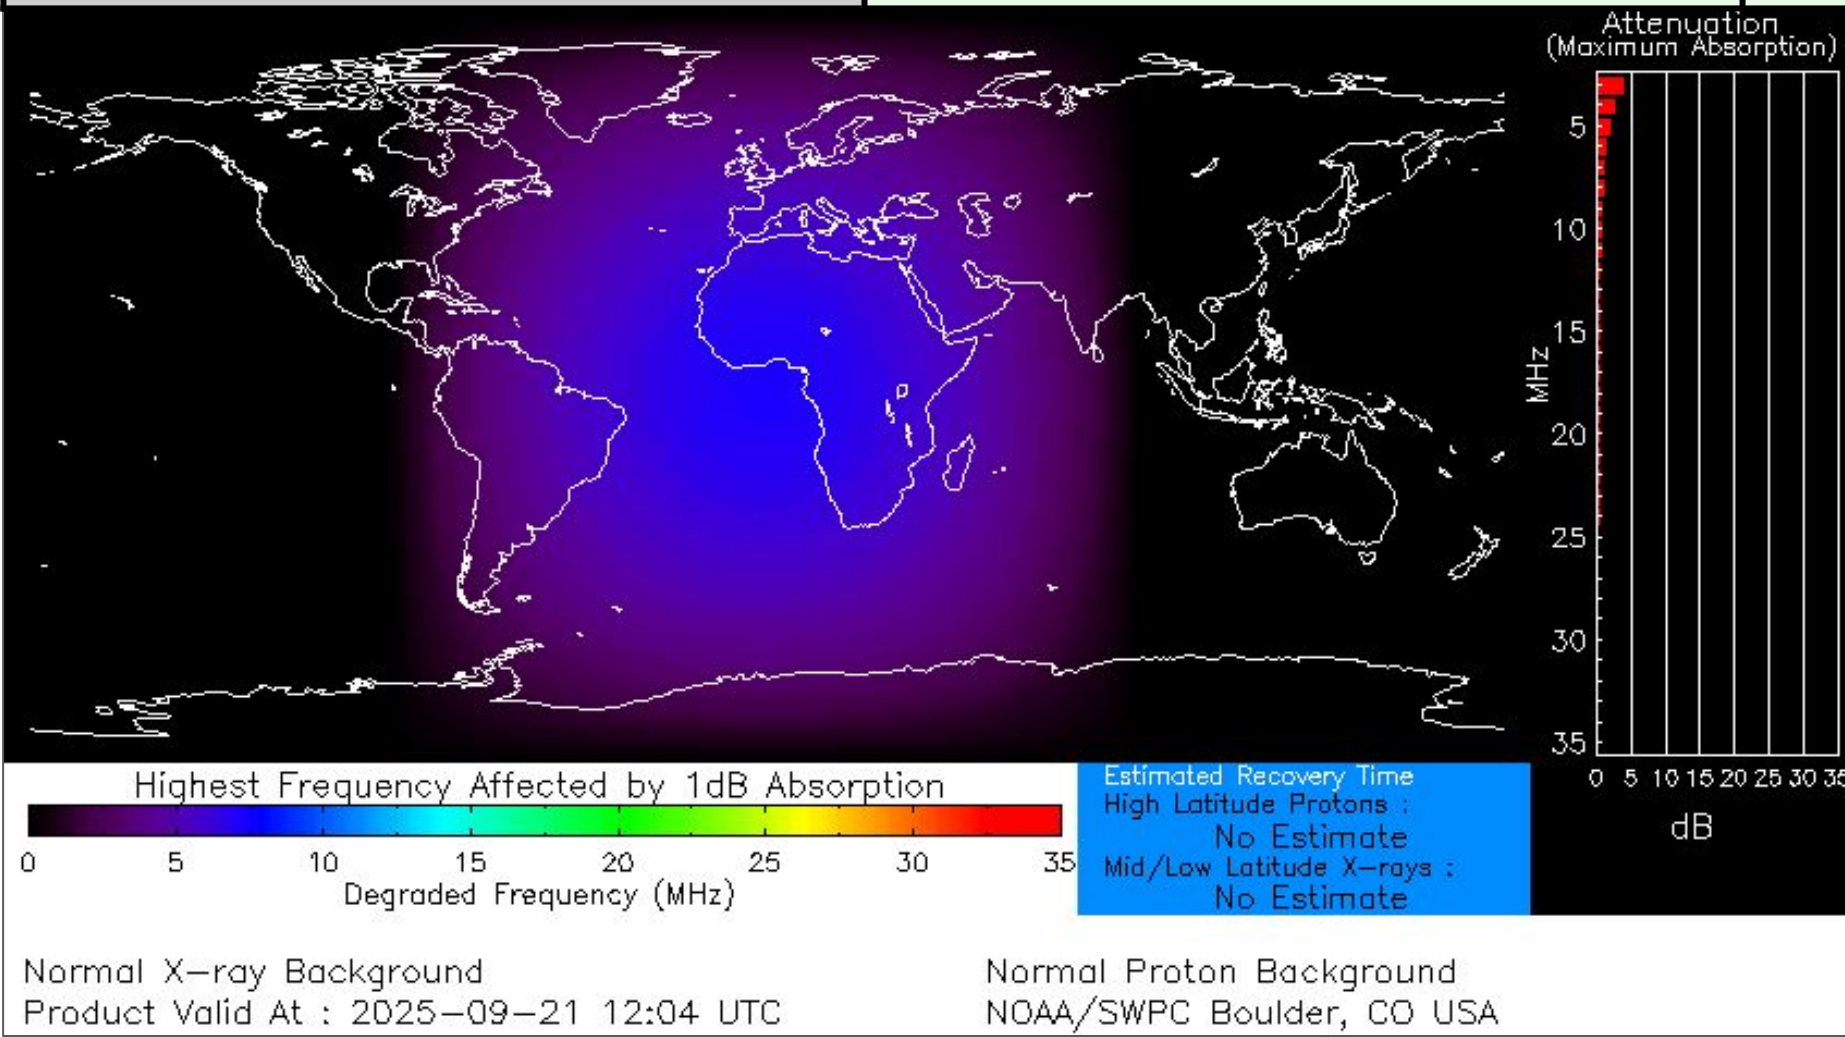 Attenuation
(Maximum Absorption)
5
10
15
20
25
30
35
MHz
0 5 10 15 20 25 30 35
dB
Highest Frequency Affected by 1dB Absorption
0 5 10 15 20 25 30 35
Degraded Frequency (MHz)
Estimated Recovery Time
High Latitude Protons :
No Estimate
Mid/Low Latitude X-rays :
No Estimate
Normal X-ray Background
Product Valid At : 2025-09-21 12:04 UTC
Normal Proton Background
NOAA/SWPC Boulder, CO USA